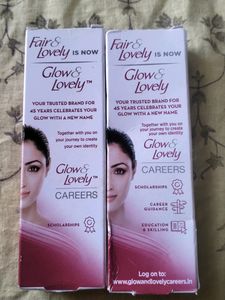 Fair & Lovely IS NOW
Glow & Lovely™
YOUR TRUSTED BRAND FOR
45 YEARS CELEBRATES YOUR
GLOW WITH A NEW NAME
Together with you on
your journey to create
your own identity
Glow & Lovely™
CAREERS
SCHOLARSHIPS
Fair & Lovely IS NOW
Glow & Lovely™
YOUR TRUSTED BRAND FOR
45 YEARS CELEBRATES YOUR
GLOW WITH A NEW NAME
Together with you on
your journey to create
your own identity
Glow & Lovely
CAREERS
SCHOLARSHIPS
CAREER
GUIDANCE
EDUCATION
& SKILLING
Log on to:
www.glowandlovelycareers.in